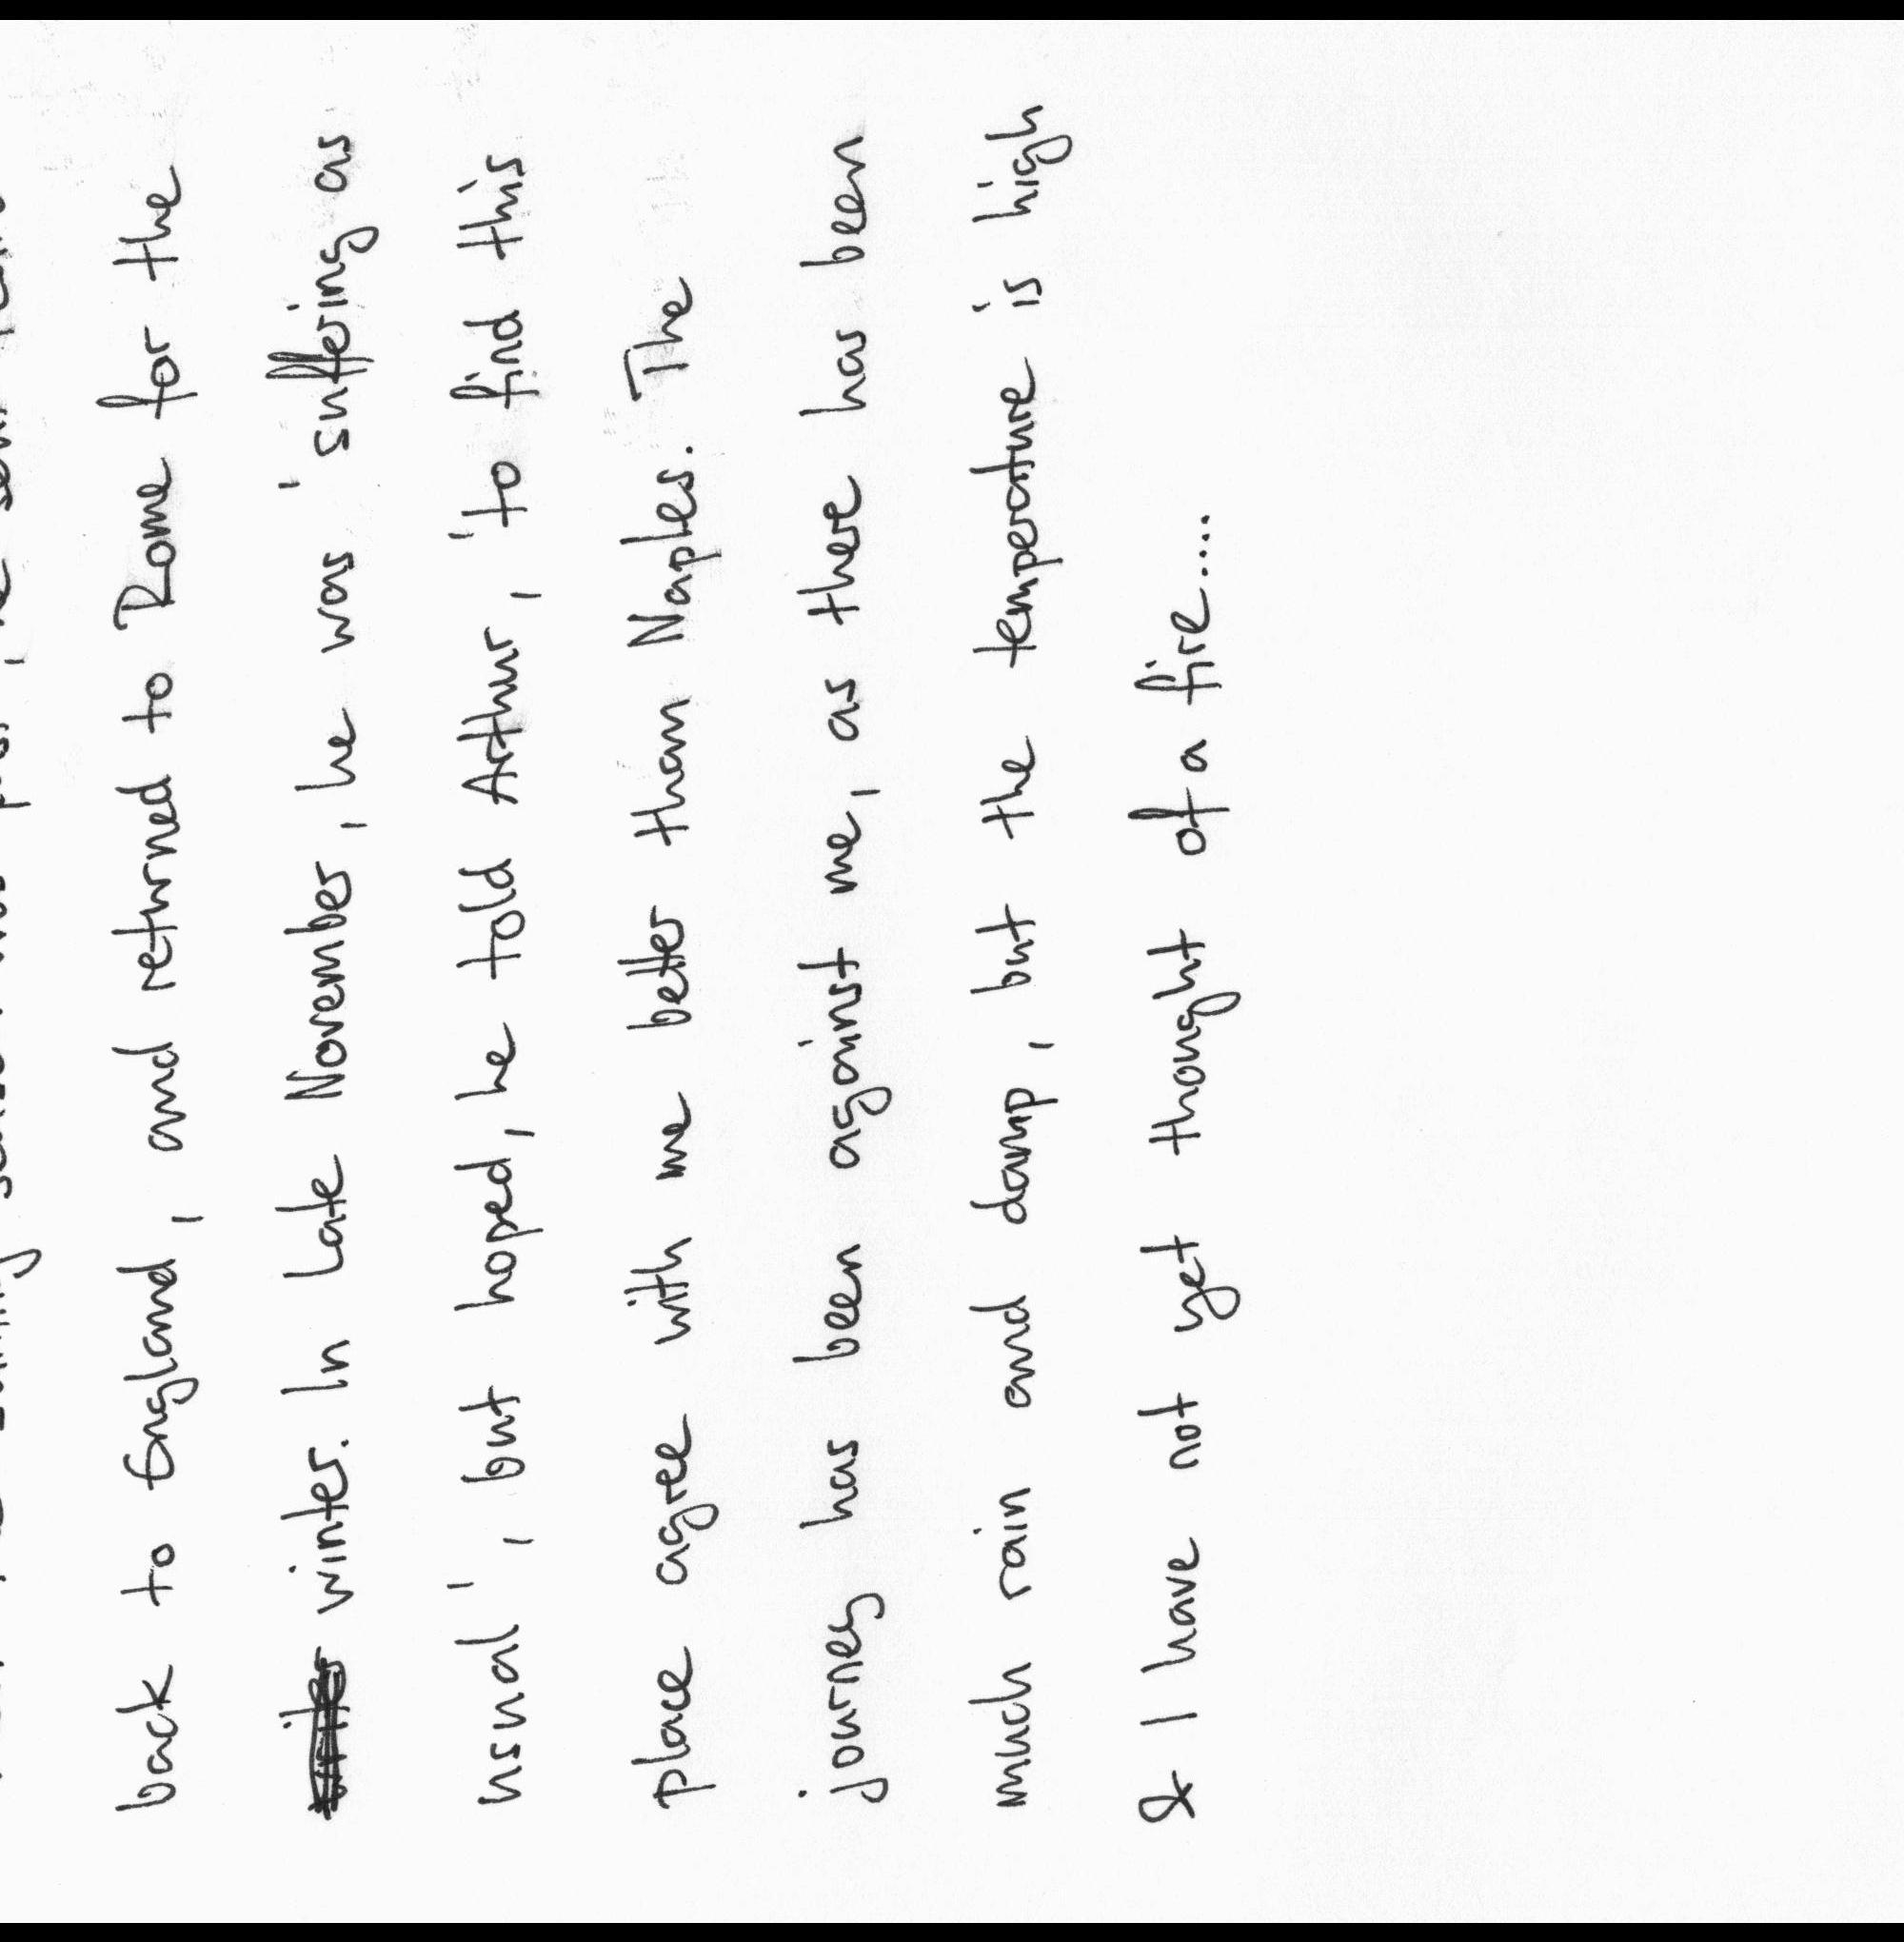 back to England, and returned to Rome for the
winter. In Late November, he was 'suffering as
usual', but hoped, he told Arthur, 'to find this
place agree with me better than Naples. The
journey has been against me, as there has been
much rain and damp, but the temperature is high
& I have not yet thought of a fire.....